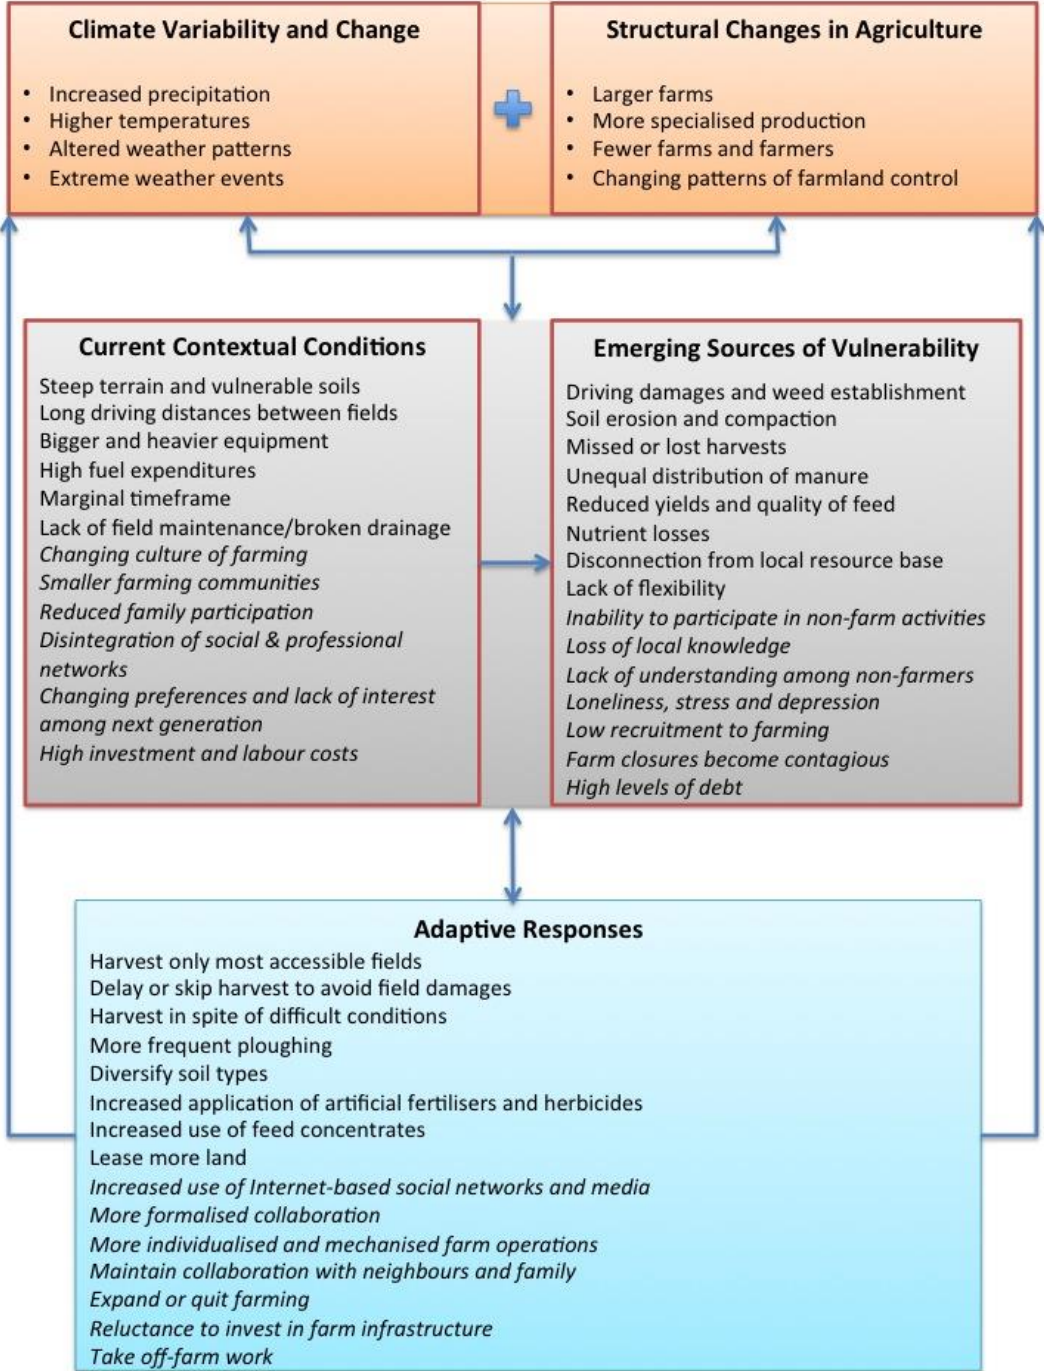 Climate Variability and Change
• Increased precipitation
• Higher temperatures
• Altered weather patterns
• Extreme weather events
Structural Changes in Agriculture
• Larger farms
• More specialised production
• Fewer farms and farmers
• Changing patterns of farmland control
Current Contextual Conditions
Steep terrain and vulnerable soils
Long driving distances between fields
Bigger and heavier equipment
High fuel expenditures
Marginal timeframe
Lack of field maintenance/broken drainage
Changing culture of farming
Smaller farming communities
Reduced family participation
Disintegration of social & professional
networks
Changing preferences and lack of interest
among next generation
High investment and labour costs
Emerging Sources of Vulnerability
Driving damages and weed establishment
Soil erosion and compaction
Missed or lost harvests
Unequal distribution of manure
Reduced yields and quality of feed
Nutrient losses
Disconnection from local resource base
Lack of flexibility
Inability to participate in non-farm activities
Loss of local knowledge
Lack of understanding among non-farmers
Loneliness, stress and depression
Low recruitment to farming
Farm closures become contagious
High levels of debt
Adaptive Responses
Harvest only most accessible fields
Delay or skip harvest to avoid field damages
Harvest in spite of difficult conditions
More frequent ploughing
Diversify soil types
Increased application of artificial fertilisers and herbicides
Increased use of feed concentrates
Lease more land
Increased use of Internet-based social networks and media
More formalised collaboration
More individualised and mechanised farm operations
Maintain collaboration with neighbours and family
Expand or quit farming
Reluctance to invest in farm infrastructure
Take off-farm work